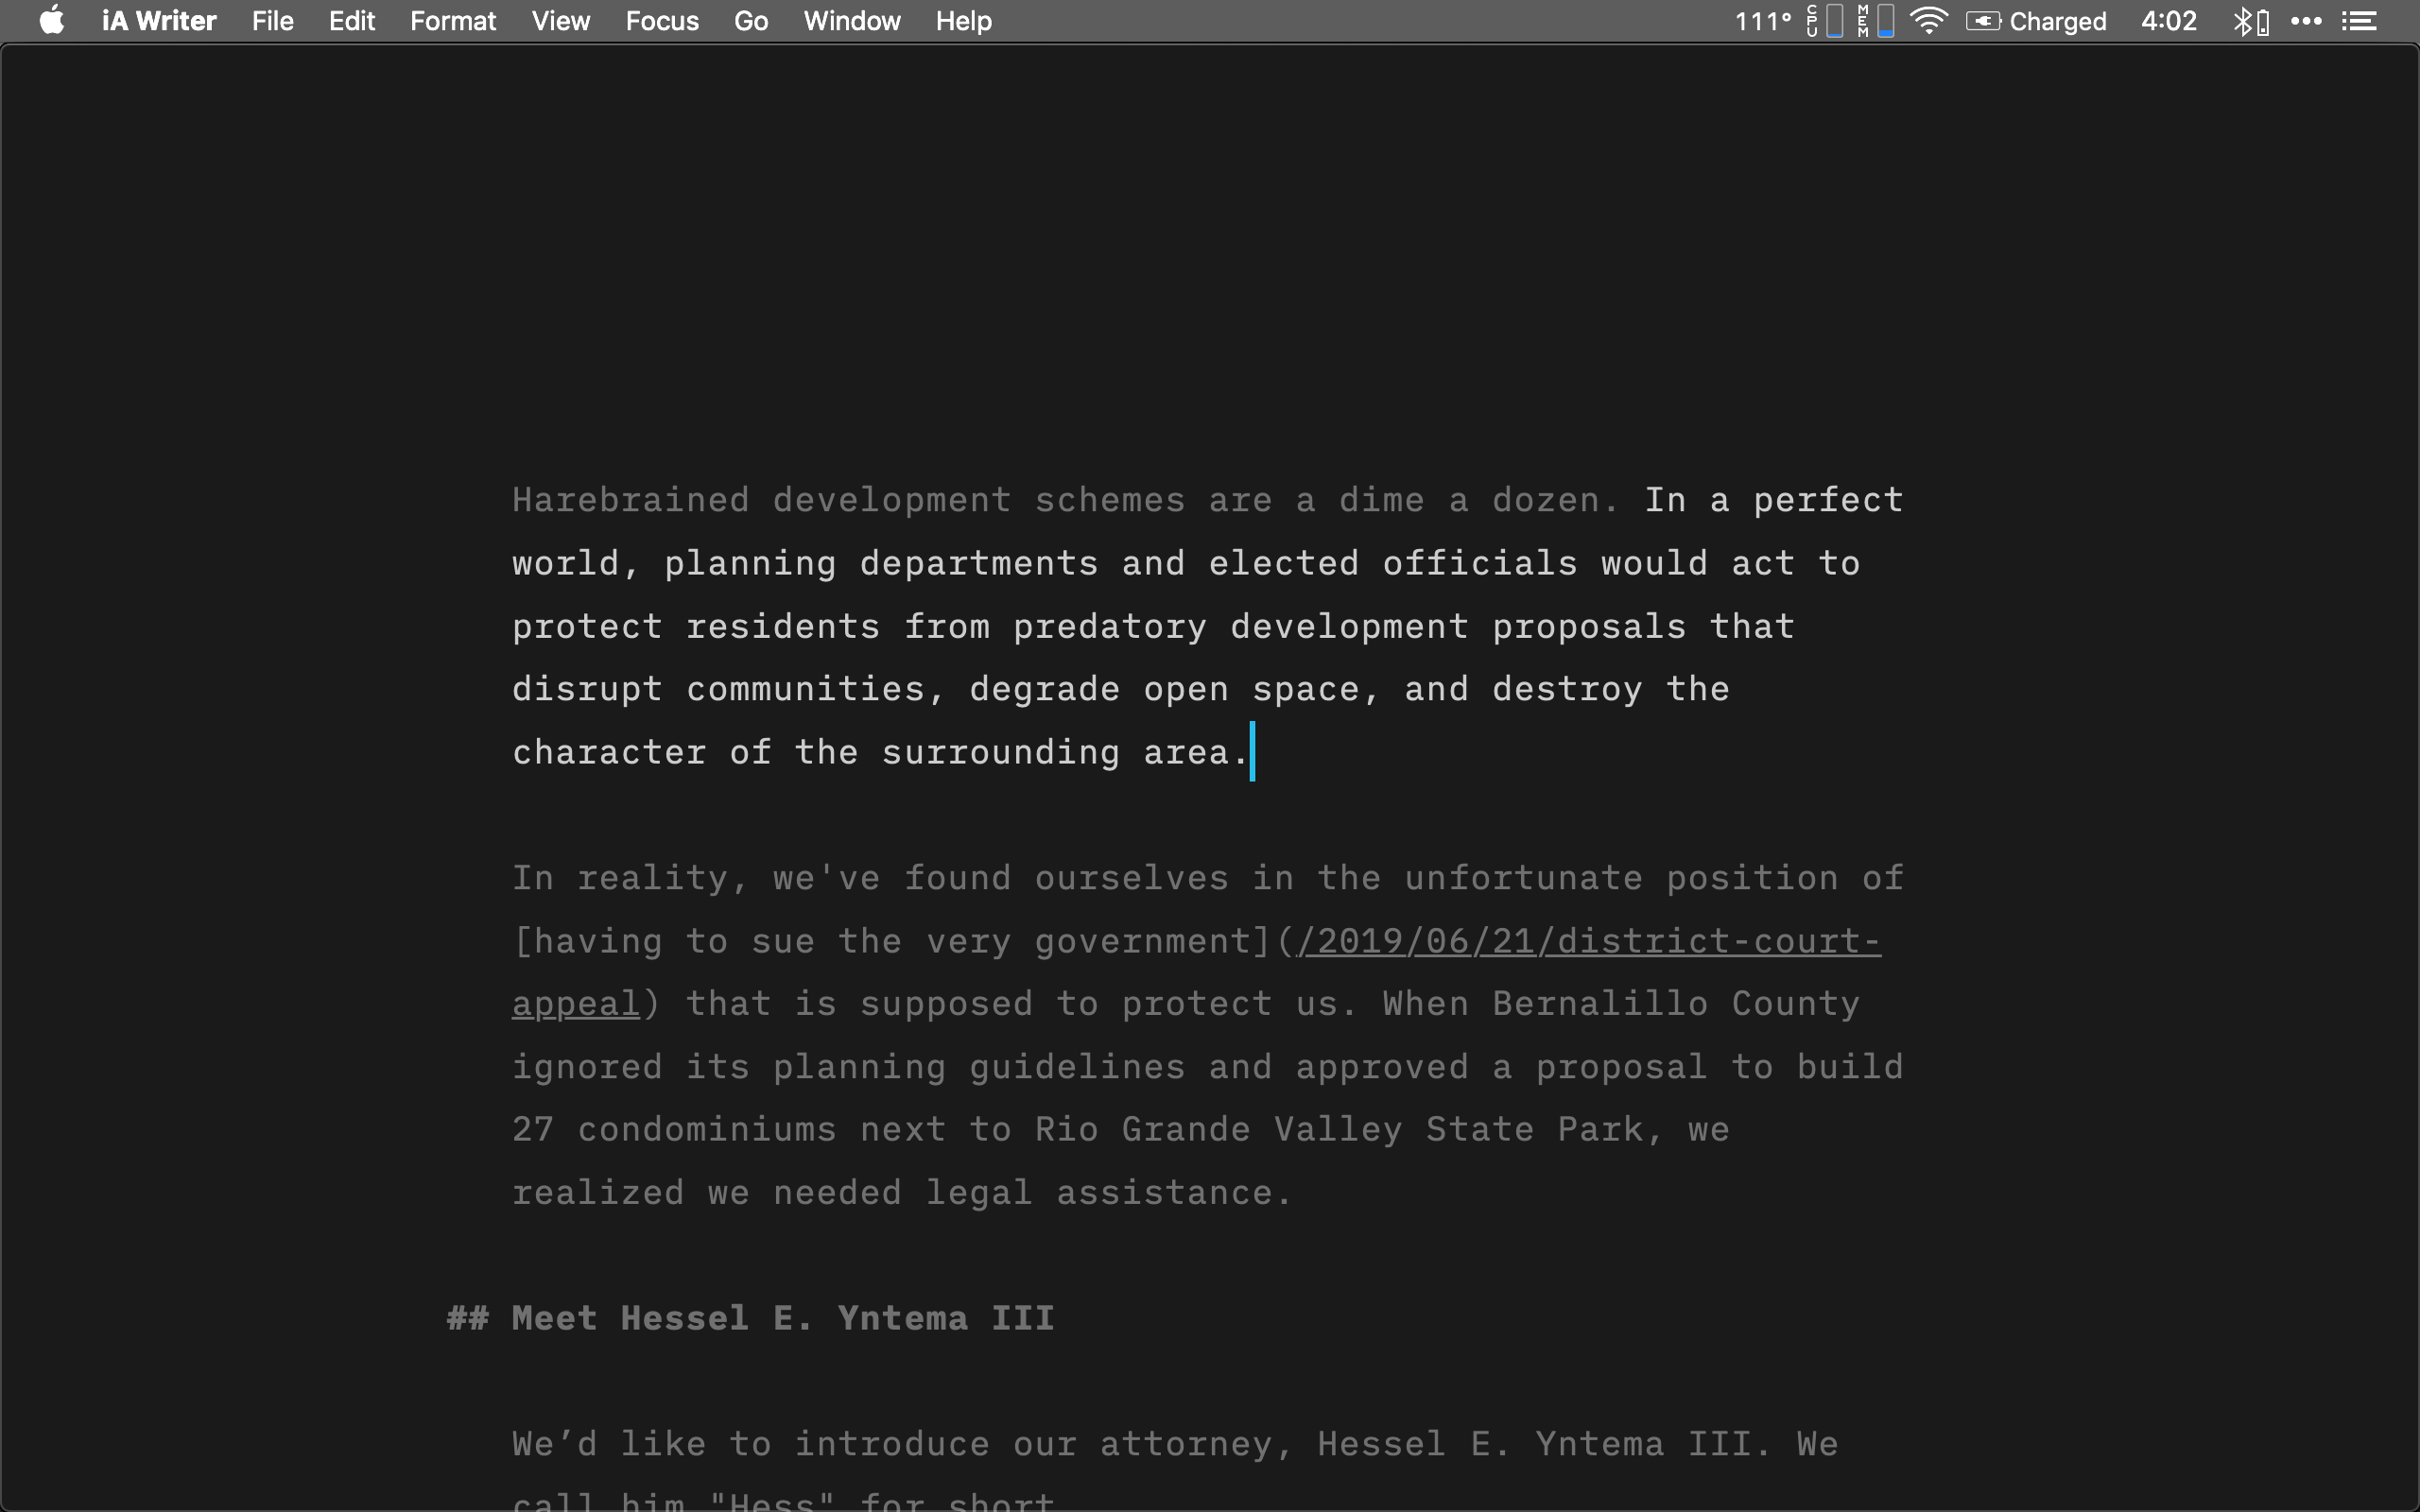 iA Writer File Edit Format View Focus Go Window Help 111° CPU MEM Charged 4:02
Harebrained development schemes are a dime a dozen. In a perfect
world, planning departments and elected officials would act to
protect residents from predatory development proposals that
disrupt communities, degrade open space, and destroy the
character of the surrounding area.
In reality, we've found ourselves in the unfortunate position of
[having to sue the very government](/2019/06/21/district-court-
appeal) that is supposed to protect us. When Bernalillo County
ignored its planning guidelines and approved a proposal to build
27 condominiums next to Rio Grande Valley State Park, we
realized we needed legal assistance.
## Meet Hessel E. Yntema III
We’d like to introduce our attorney, Hessel E. Yntema III. We
call him "Hess" for short